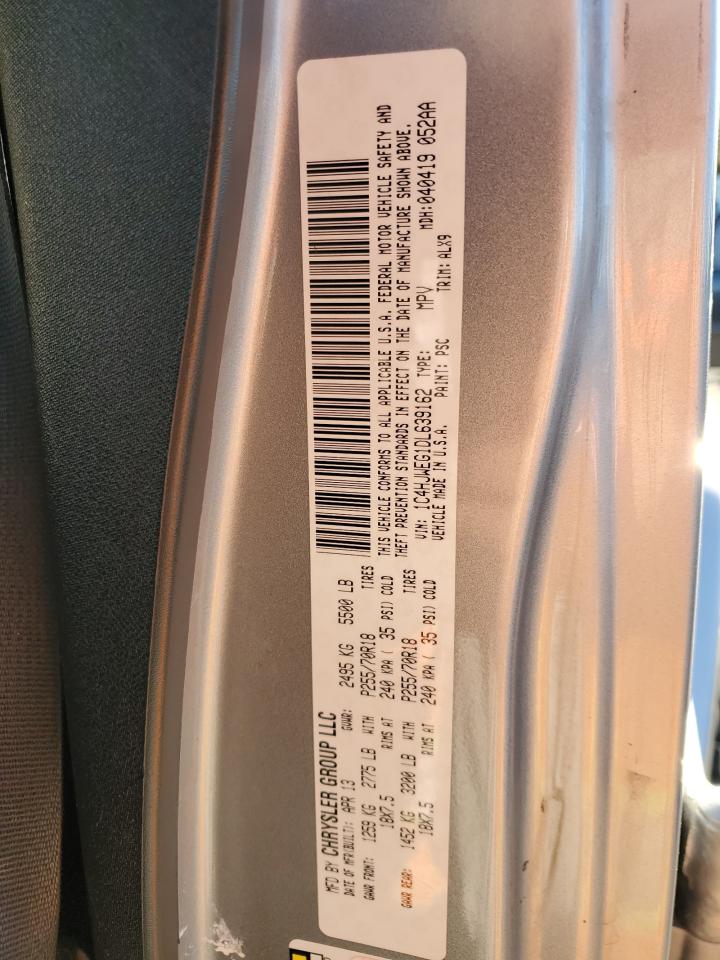 MFD BY CHRYSLER GROUP LLC
DATE OF MFR(BUILT): APR 13 GVWR: 2495 KG 5500 LB
GAWR FRONT: 1259 KG 2775 LB WITH P255/70R18 TIRES
18X7.5 RIMS AT 240 KPA ( 35 PSI) COLD
GAWR REAR: 1452 KG 3200 LB WITH P255/70R18 TIRES
18X7.5 RIMS AT 240 KPA ( 35 PSI) COLD
THIS VEHICLE CONFORMS TO ALL APPLICABLE U.S.A. FEDERAL MOTOR VEHICLE SAFETY AND
THEFT PREVENTION STANDARDS IN EFFECT ON THE DATE OF MANUFACTURE SHOWN ABOVE.
VIN: 1C4HJWEG1DL639162 TYPE: MPV MDH:040419 052AA
VEHICLE MADE IN U.S.A. PAINT: PSC TRIM: ALX9